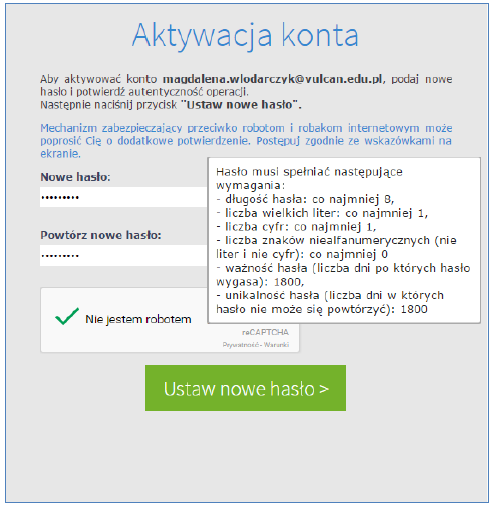 Aktywacja konta
Aby aktywować konto magdalena.wlodarczyk@vulcan.edu.pl, podaj nowe
hasło i potwierdź autentyczność operacji.
Następnie naciśnij przycisk "Ustaw nowe hasło".
Mechanizm zabezpieczający przeciwko robotom i robakom internetowym może
poprosić Cię o dodatkowe potwierdzenie. Postępuj zgodnie ze wskazówkami na
ekranie.
Nowe hasło:
•••••••••
Powtórz nowe hasło:
•••••••••
Hasło musi spełniać następujące
wymagania:
- długość hasła: co najmniej 8,
- liczba wielkich liter: co najmniej 1,
- liczba cyfr: co najmniej 1,
- liczba znaków niealfanumerycznych (nie
liter i nie cyfr): co najmniej 0
- ważność hasła (liczba dni po których hasło
wygasa): 1800,
- unikalność hasła (liczba dni w których
hasło nie może się powtórzyć): 1800
Nie jestem robotem
reCAPTCHA
Prywatność - Warunki
Ustaw nowe hasło >